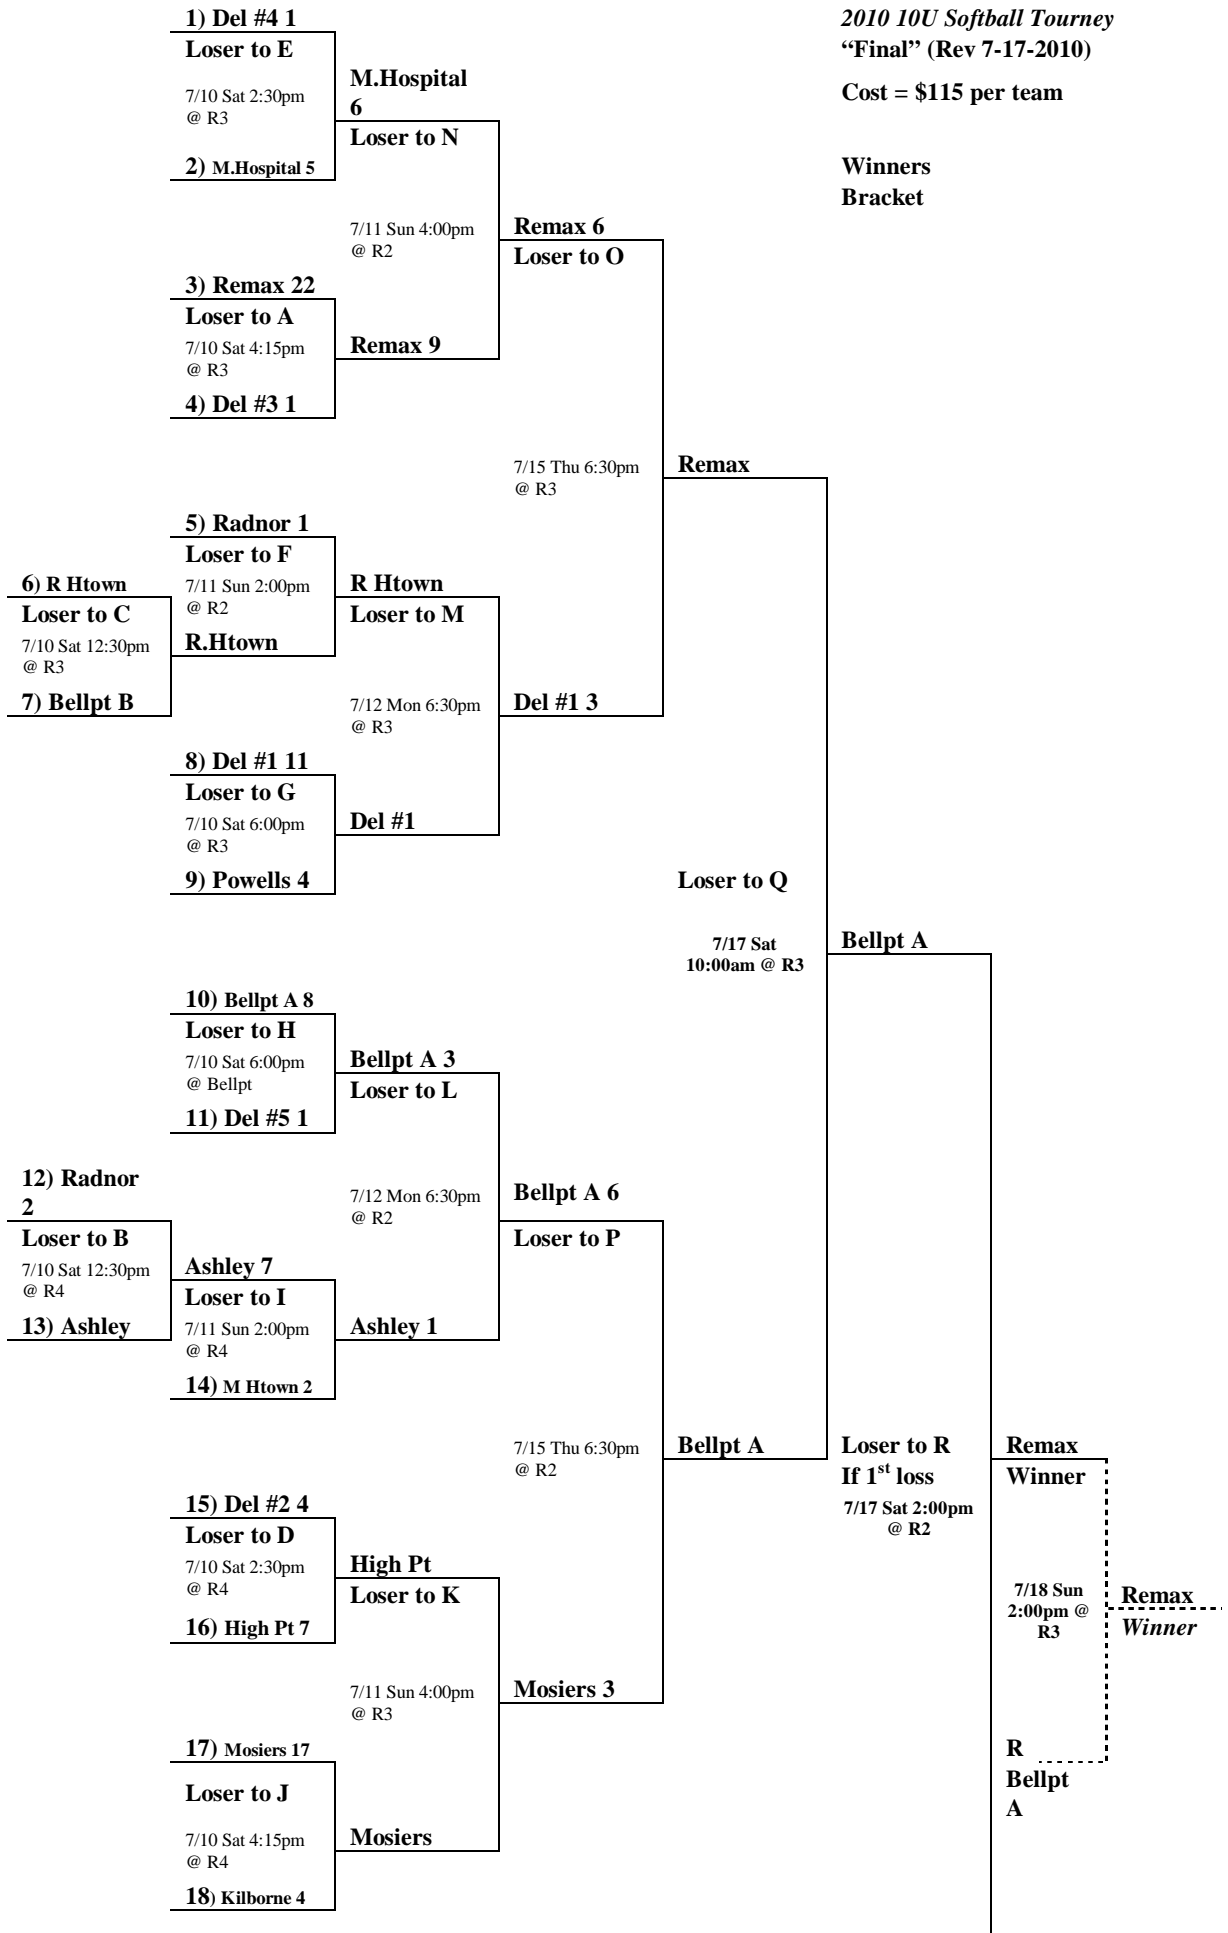 1) Del #4 1
Loser to E
7/10 Sat 2:30pm
@ R3
2) M.Hospital 5
M.Hospital
6
Loser to N
7/11 Sun 4:00pm
@ R2
2010 10U Softball Tourney
“Final” (Rev 7-17-2010)
Cost = $115 per team
Winners
Bracket
Remax 6
Loser to O
3) Remax 22
Loser to A
7/10 Sat 4:15pm
@ R3
4) Del #3 1
Remax 9
7/15 Thu 6:30pm
@ R3
Remax
5) Radnor 1
Loser to F
7/11 Sun 2:00pm
@ R2
R.Htown
6) R Htown
Loser to C
7/10 Sat 12:30pm
@ R3
7) Bellpt B
R Htown
Loser to M
7/12 Mon 6:30pm
@ R3
Del #1 3
8) Del #1 11
Loser to G
7/10 Sat 6:00pm
@ R3
9) Powells 4
Del #1
Loser to Q
7/17 Sat
10:00am @ R3
Bellpt A
10) Bellpt A 8
Loser to H
7/10 Sat 6:00pm
@ Bellpt
11) Del #5 1
Bellpt A 3
Loser to L
7/12 Mon 6:30pm
@ R2
Bellpt A 6
Loser to P
12) Radnor
2
Loser to B
7/10 Sat 12:30pm
@ R4
13) Ashley
Ashley 7
Loser to I
7/11 Sun 2:00pm
@ R4
14) M Htown 2
Ashley 1
7/15 Thu 6:30pm
@ R2
Bellpt A
Loser to R
If 1st loss
7/17 Sat 2:00pm
@ R2
Remax
Winner
15) Del #2 4
Loser to D
7/10 Sat 2:30pm
@ R4
16) High Pt 7
High Pt
Loser to K
7/11 Sun 4:00pm
@ R3
Mosiers 3
7/18 Sun
2:00pm @
R3
Remax
Winner
17) Mosiers 17
Loser to J
7/10 Sat 4:15pm
@ R4
18) Kilborne 4
Mosiers
R
Bellpt
A